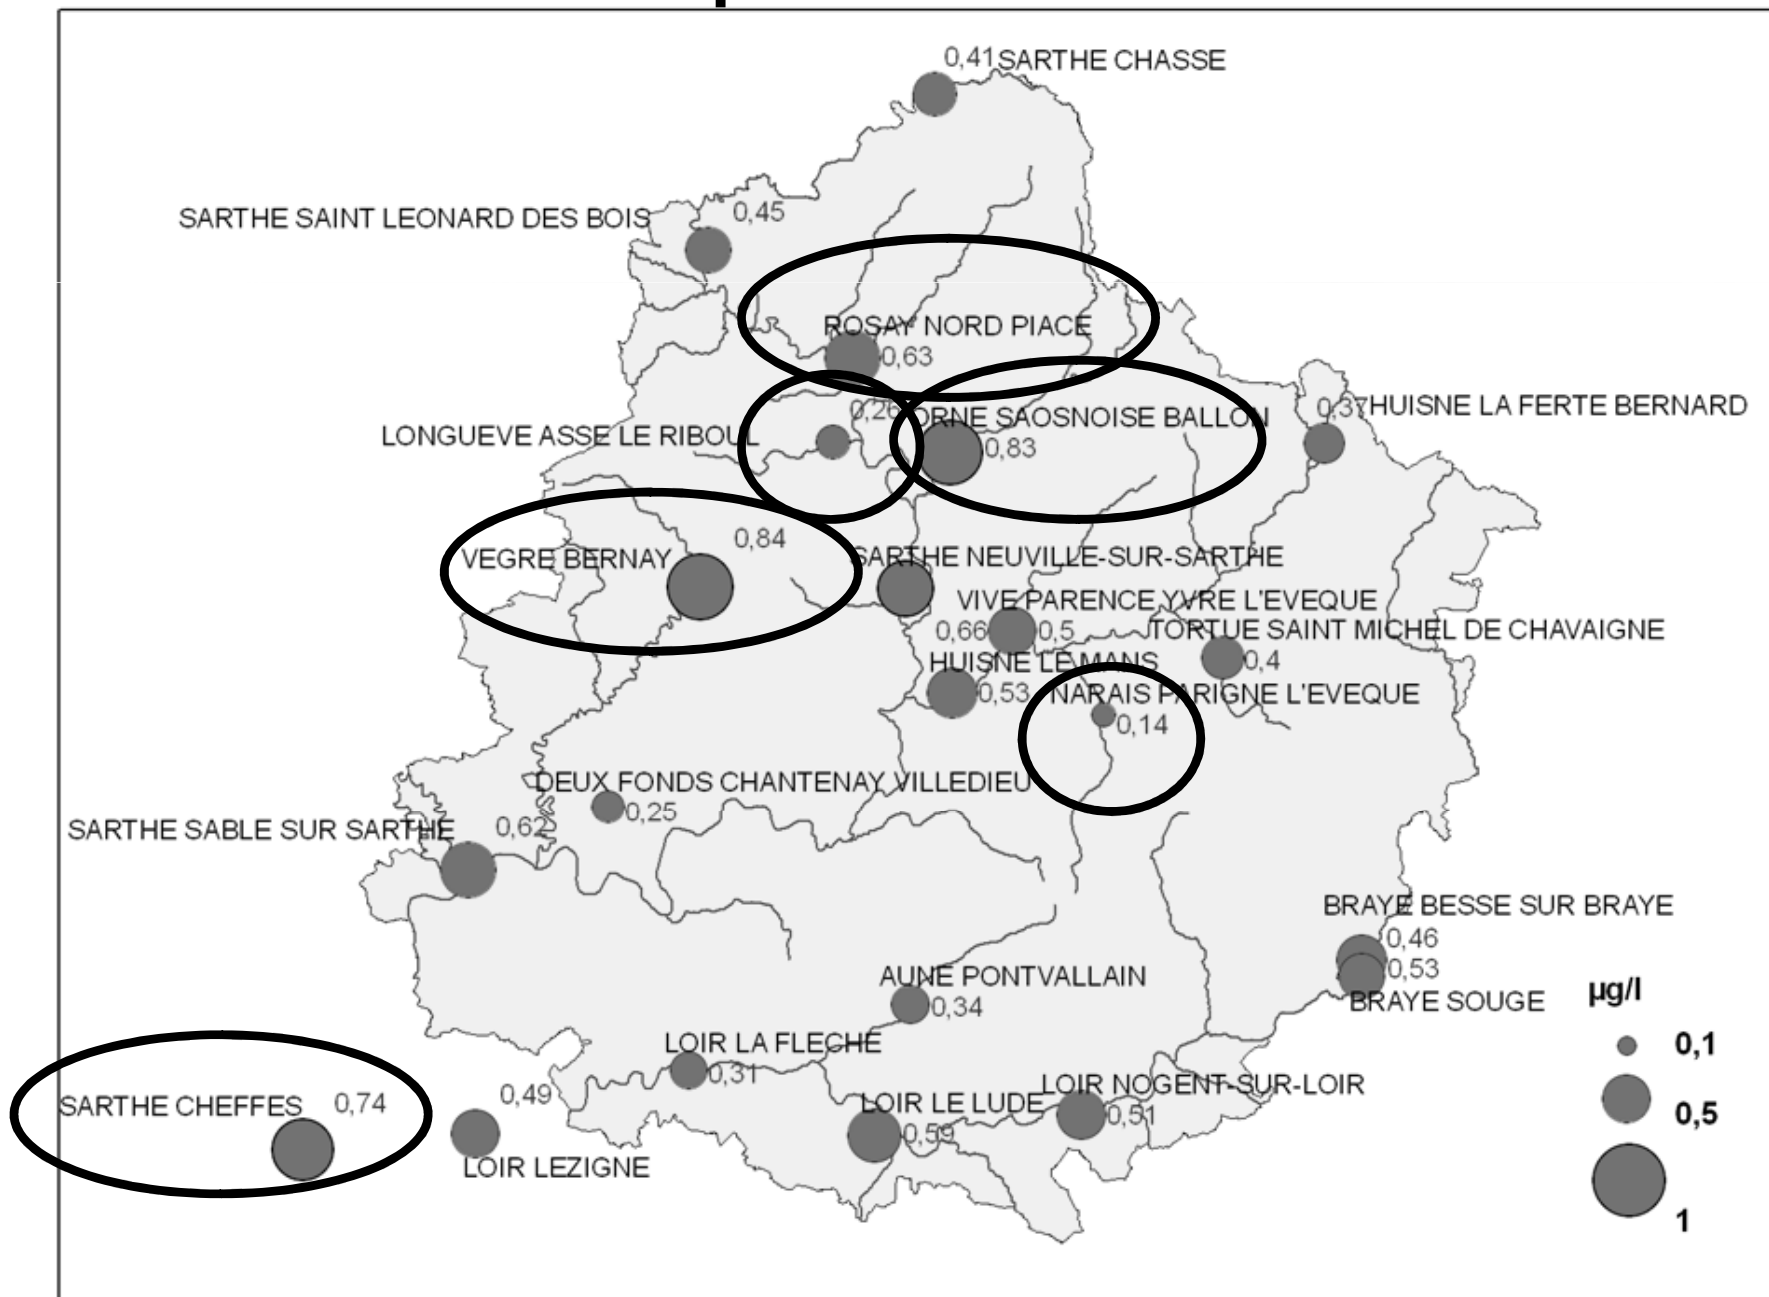 0,41 SARTHE CHASSE
SARTHE SAINT LEONARD DES BOIS
0,45
ROSAY NORD PIACE
0,63
0,26
ORNE SAOSNOISE BALLON
0,37 HUISNE LA FERTE BERNARD
LONGUEVE ASSE LE RIBOUL
0,83
0,84
VEGRE BERNAY
SARTHE NEUVILLE-SUR-SARTHE
VIVE PARENCE YVRE L'EVEQUE
0,66
0,5
TORTUE SAINT MICHEL DE CHAVAIGNE
HUISNE LE MANS
0,4
0,53
NARAIS PARIGNE L'EVEQUE
0,14
DEUX FONDS CHANTENAY VILLEDIEU
0,25
SARTHE SABLE SUR SARTHE
0,62
BRAYE BESSE SUR BRAYE
0,46
0,53
BRAYE SOUGE
AUNE PONTVALLAIN
0,34
LOIR LA FLECHE
0,31
LOIR NOGENT-SUR-LOIR
0,51
LOIR LE LUDE
0,59
SARTHE CHEFFES
0,74
0,49
LOIR LEZIGNE
µg/l
0,1
0,5
1